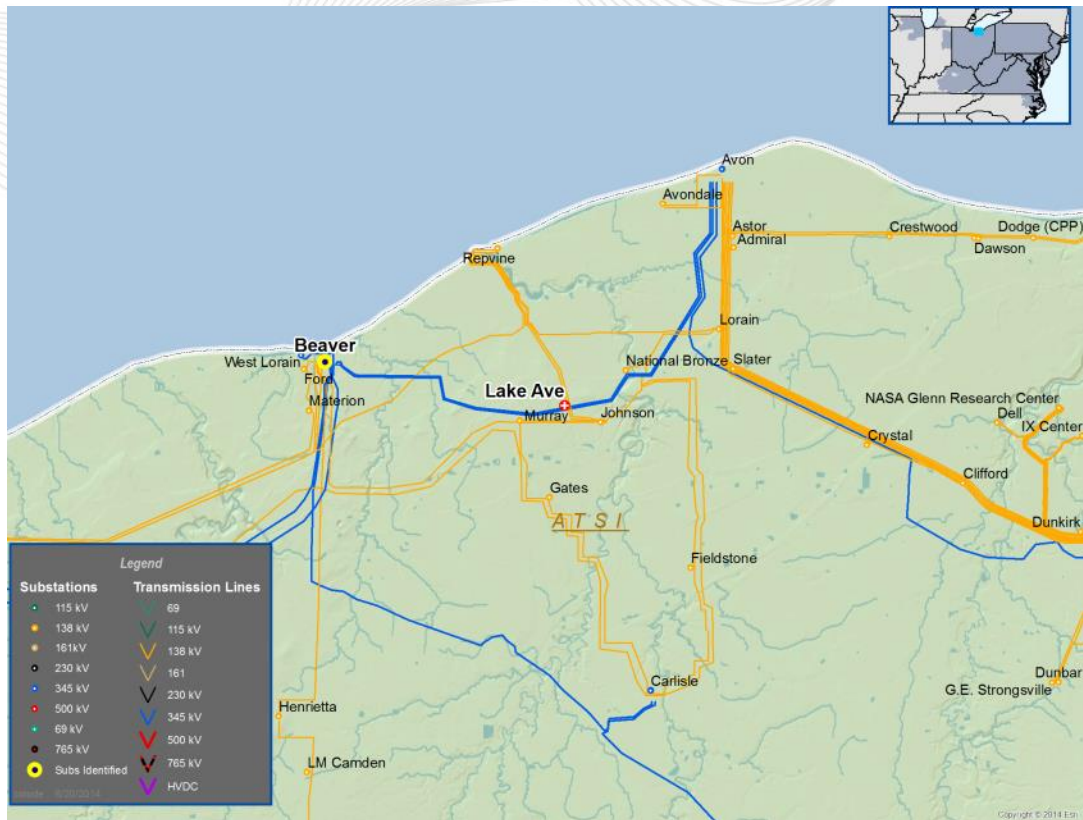 Avon
Avondale
Astor
Admiral
Crestwood
Dodge (CPP)
Dawson
Repvine
Lorain
Beaver
West Lorain
Ford
Materion
National Bronze
Slater
Lake Ave
Murray
Johnson
NASA Glenn Research Center
Dell
IX Center
Crystal
Clifford
Gates
ATSI
Dunkirk
Fieldstone
Carlisle
Dunbar
G.E. Strongsville
Henrietta
LM Camden
Legend
Substations
115 kV
138 kV
161kV
230 kV
345 kV
500 kV
69 kV
765 kV
Subs Identified
Transmission Lines
69
115 kV
138 kV
161
230 kV
345 kV
500 kV
765 kV
HVDC
6/20/2014
Copyright © 2014 Esri